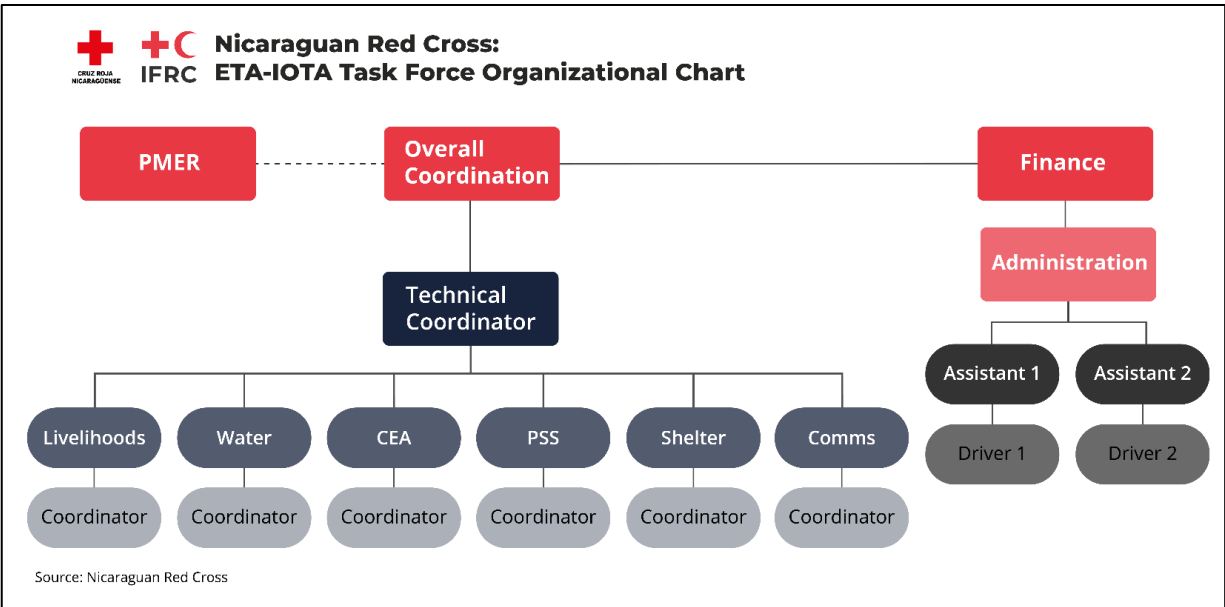 CRUZ ROJA
NICARAGÜENSE
IFRC
Nicaraguan Red Cross:
ETA-IOTA Task Force Organizational Chart
PMER
Overall
Coordination
Finance
Administration
Technical
Coordinator
Assistant 1
Assistant 2
Livelihoods
Water
CEA
PSS
Shelter
Comms
Driver 1
Driver 2
Coordinator
Coordinator
Coordinator
Coordinator
Coordinator
Coordinator
Source: Nicaraguan Red Cross